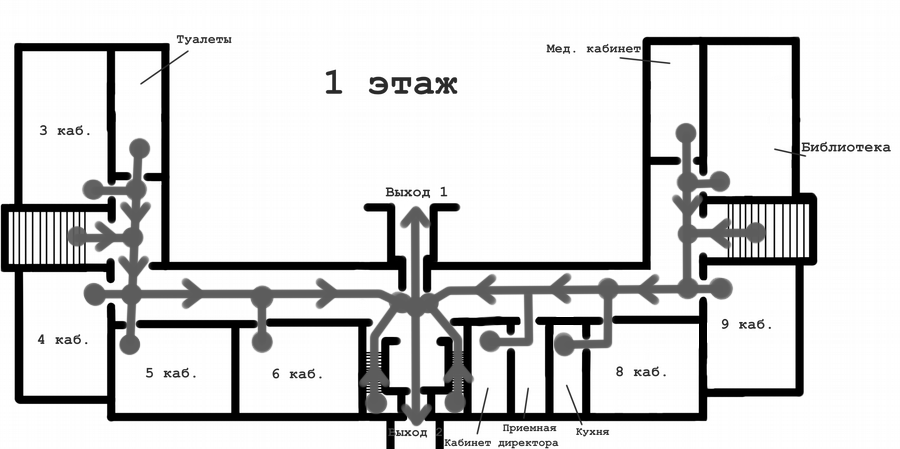 Туалеты
Мед. кабинет
1 этаж
3 каб.
Библиотека
Выход 1
9 каб.
4 каб.
5 каб.
6 каб.
8 каб.
Выход 2
Приемная
Кухня
Кабинет директора